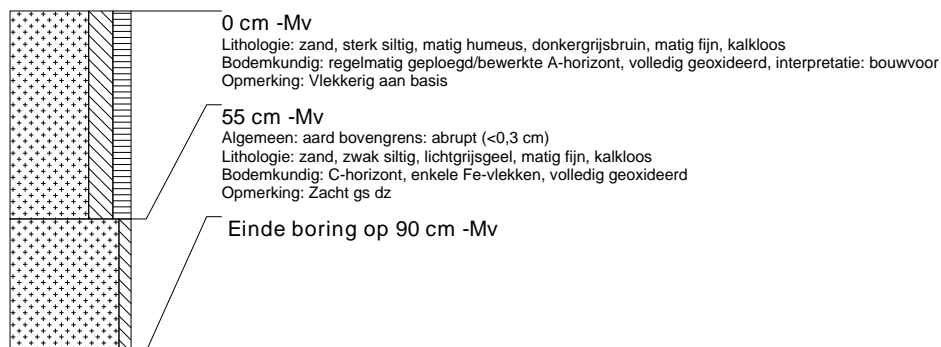 0 cm -Mv
Lithologie: zand, sterk siltig, matig humeus, donkergrijsbruin, matig fijn, kalkloos
Bodemkundig: regelmatig geploegd/bewerkte A-horizont, volledig geoxideerd, interpretatie: bouwvoor
Opmerking: Vlekkerig aan basis
55 cm -Mv
Algemeen: aard bovengrens: abrupt (<0,3 cm)
Lithologie: zand, zwak siltig, lichtgrijsgeel, matig fijn, kalkloos
Bodemkundig: C-horizont, enkele Fe-vlekken, volledig geoxideerd
Opmerking: Zacht gs dz
Einde boring op 90 cm -Mv